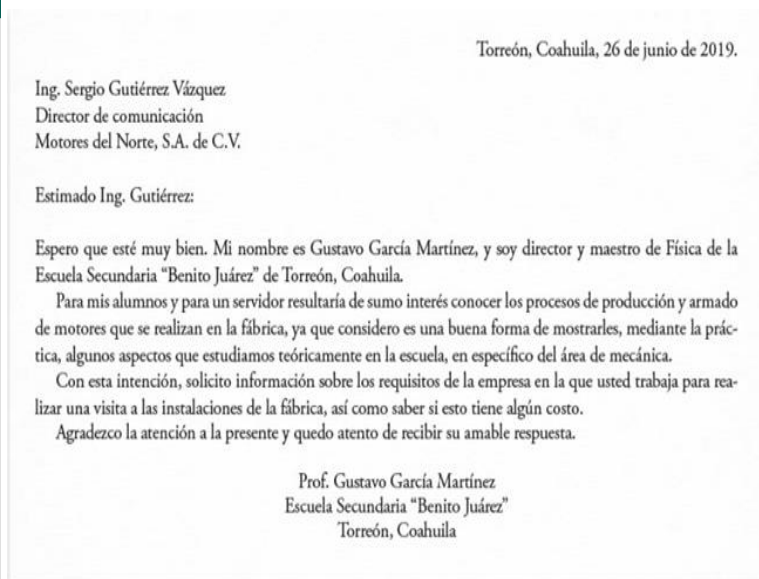 Torreón, Coahuila, 26 de junio de 2019.
Ing. Sergio Gutiérrez Vázquez
Director de comunicación
Motores del Norte, S.A. de C.V.
Estimado Ing. Gutiérrez:
Espero que esté muy bien. Mi nombre es Gustavo García Martínez, y soy director y maestro de Física de la
Escuela Secundaria “Benito Juárez” de Torreón, Coahuila.
Para mis alumnos y para un servidor resultaría de sumo interés conocer los procesos de producción y armado
de motores que se realizan en la fábrica, ya que considero es una buena forma de mostrarles, mediante la prác-
tica, algunos aspectos que estudiamos teóricamente en la escuela, en específico del área de mecánica.
Con esta intención, solicito información sobre los requisitos de la empresa en la que usted trabaja para rea-
lizar una visita a las instalaciones de la fábrica, así como saber si esto tiene algún costo.
Agradezco la atención a la presente y quedo atento de recibir su amable respuesta.
Prof. Gustavo García Martínez
Escuela Secundaria “Benito Juárez”
Torreón, Coahuila